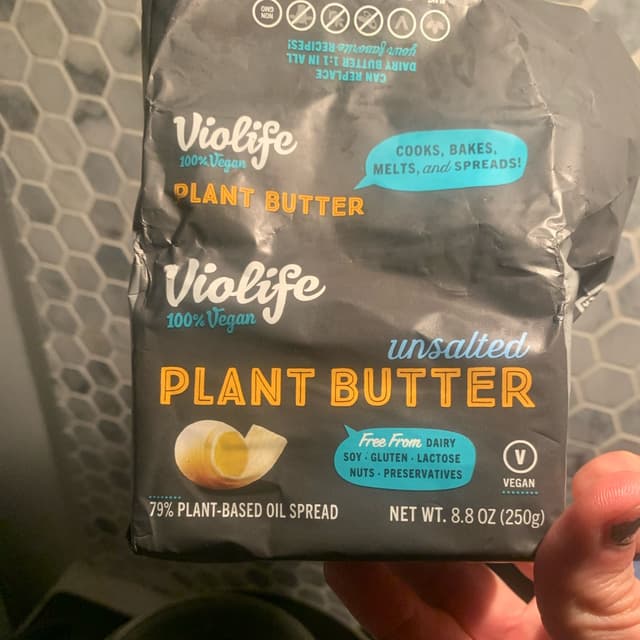 NON GMO
CAN REPLACE
DAIRY BUTTER 1:1 IN ALL
your favorite RECIPES!
Violife
100% Vegan
PLANT BUTTER
COOKS, BAKES,
MELTS, and SPREADS!
Violife
100% Vegan
unsalted
PLANT BUTTER
Free From DAIRY
SOY · GLUTEN · LACTOSE
NUTS · PRESERVATIVES
V
VEGAN
79% PLANT-BASED OIL SPREAD
NET WT. 8.8 OZ (250g)